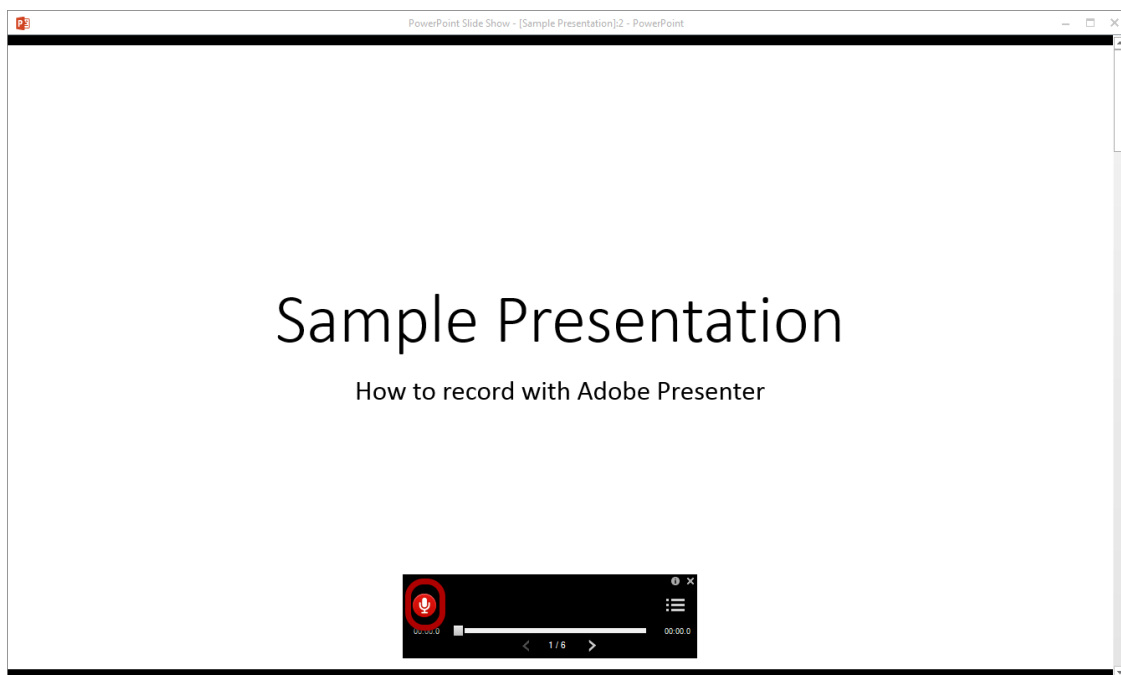 PowerPoint Slide Show - [Sample Presentation]:2 - PowerPoint
Sample Presentation
How to record with Adobe Presenter
00:00.0
00:00.0
1 / 6